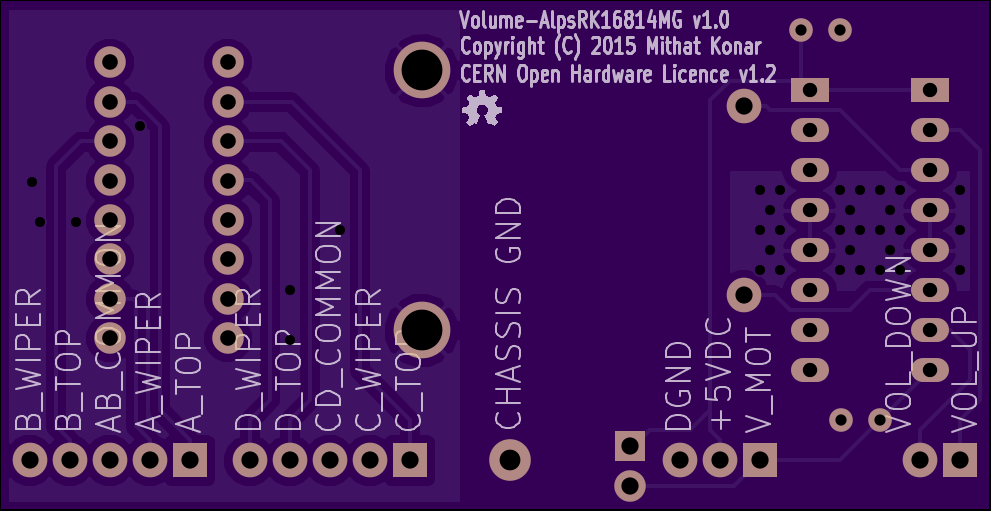 Volume-AlpsRK16814MG v1.0
Copyright (C) 2015 Mithat Konar
CERN Open Hardware Licence v1.2
B_WIPER
B_TOP
AB_COMMON
A_WIPER
A_TOP
D_WIPER
D_TOP
CD_COMMON
C_WIPER
C_TOP
CHASSIS GND
DGND
+5VDC
V_MOT
VOL_DOWN
VOL_UP